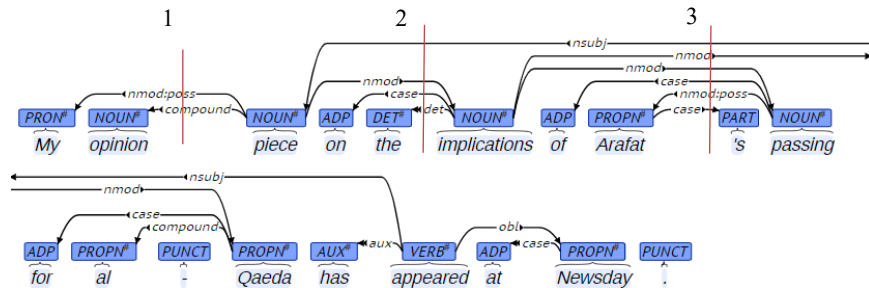 1 2 3
nsubj
nmod
nmod nmod nmod
case
nmod:poss case nmod:poss
compound det case
PRON# NOUN# NOUN# ADP DET# NOUN# ADP PROPN# PART NOUN#
My opinion piece on the implications of Arafat 's passing
nsubj
nmod
case obl
compound aux case
ADP PROPN# PUNCT PROPN# AUX# VERB# ADP PROPN# PUNCT
for al - Qaeda has appeared at Newsday .